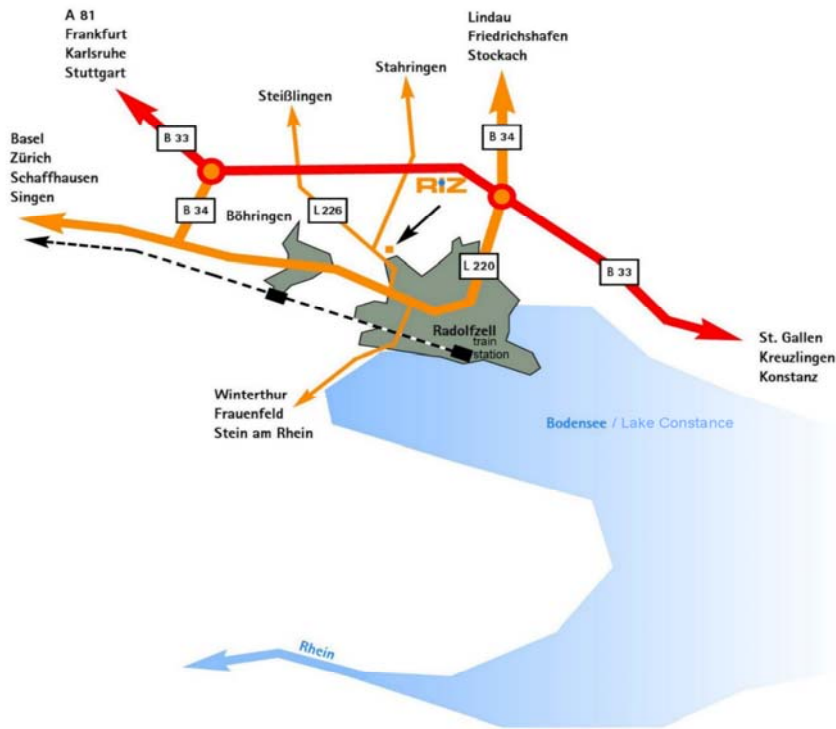 A 81
Frankfurt
Karlsruhe
Stuttgart
Lindau
Friedrichshafen
Stockach
Stahringen
Steißlingen
B 33
B 34
Basel
Zürich
Schaffhausen
Singen
RiZ
B 34
Böhringen
L 226
L 220
B 33
Radolfzell
train
station
St. Gallen
Kreuzlingen
Konstanz
Winterthur
Frauenfeld
Stein am Rhein
Bodensee / Lake Constance
Rhein